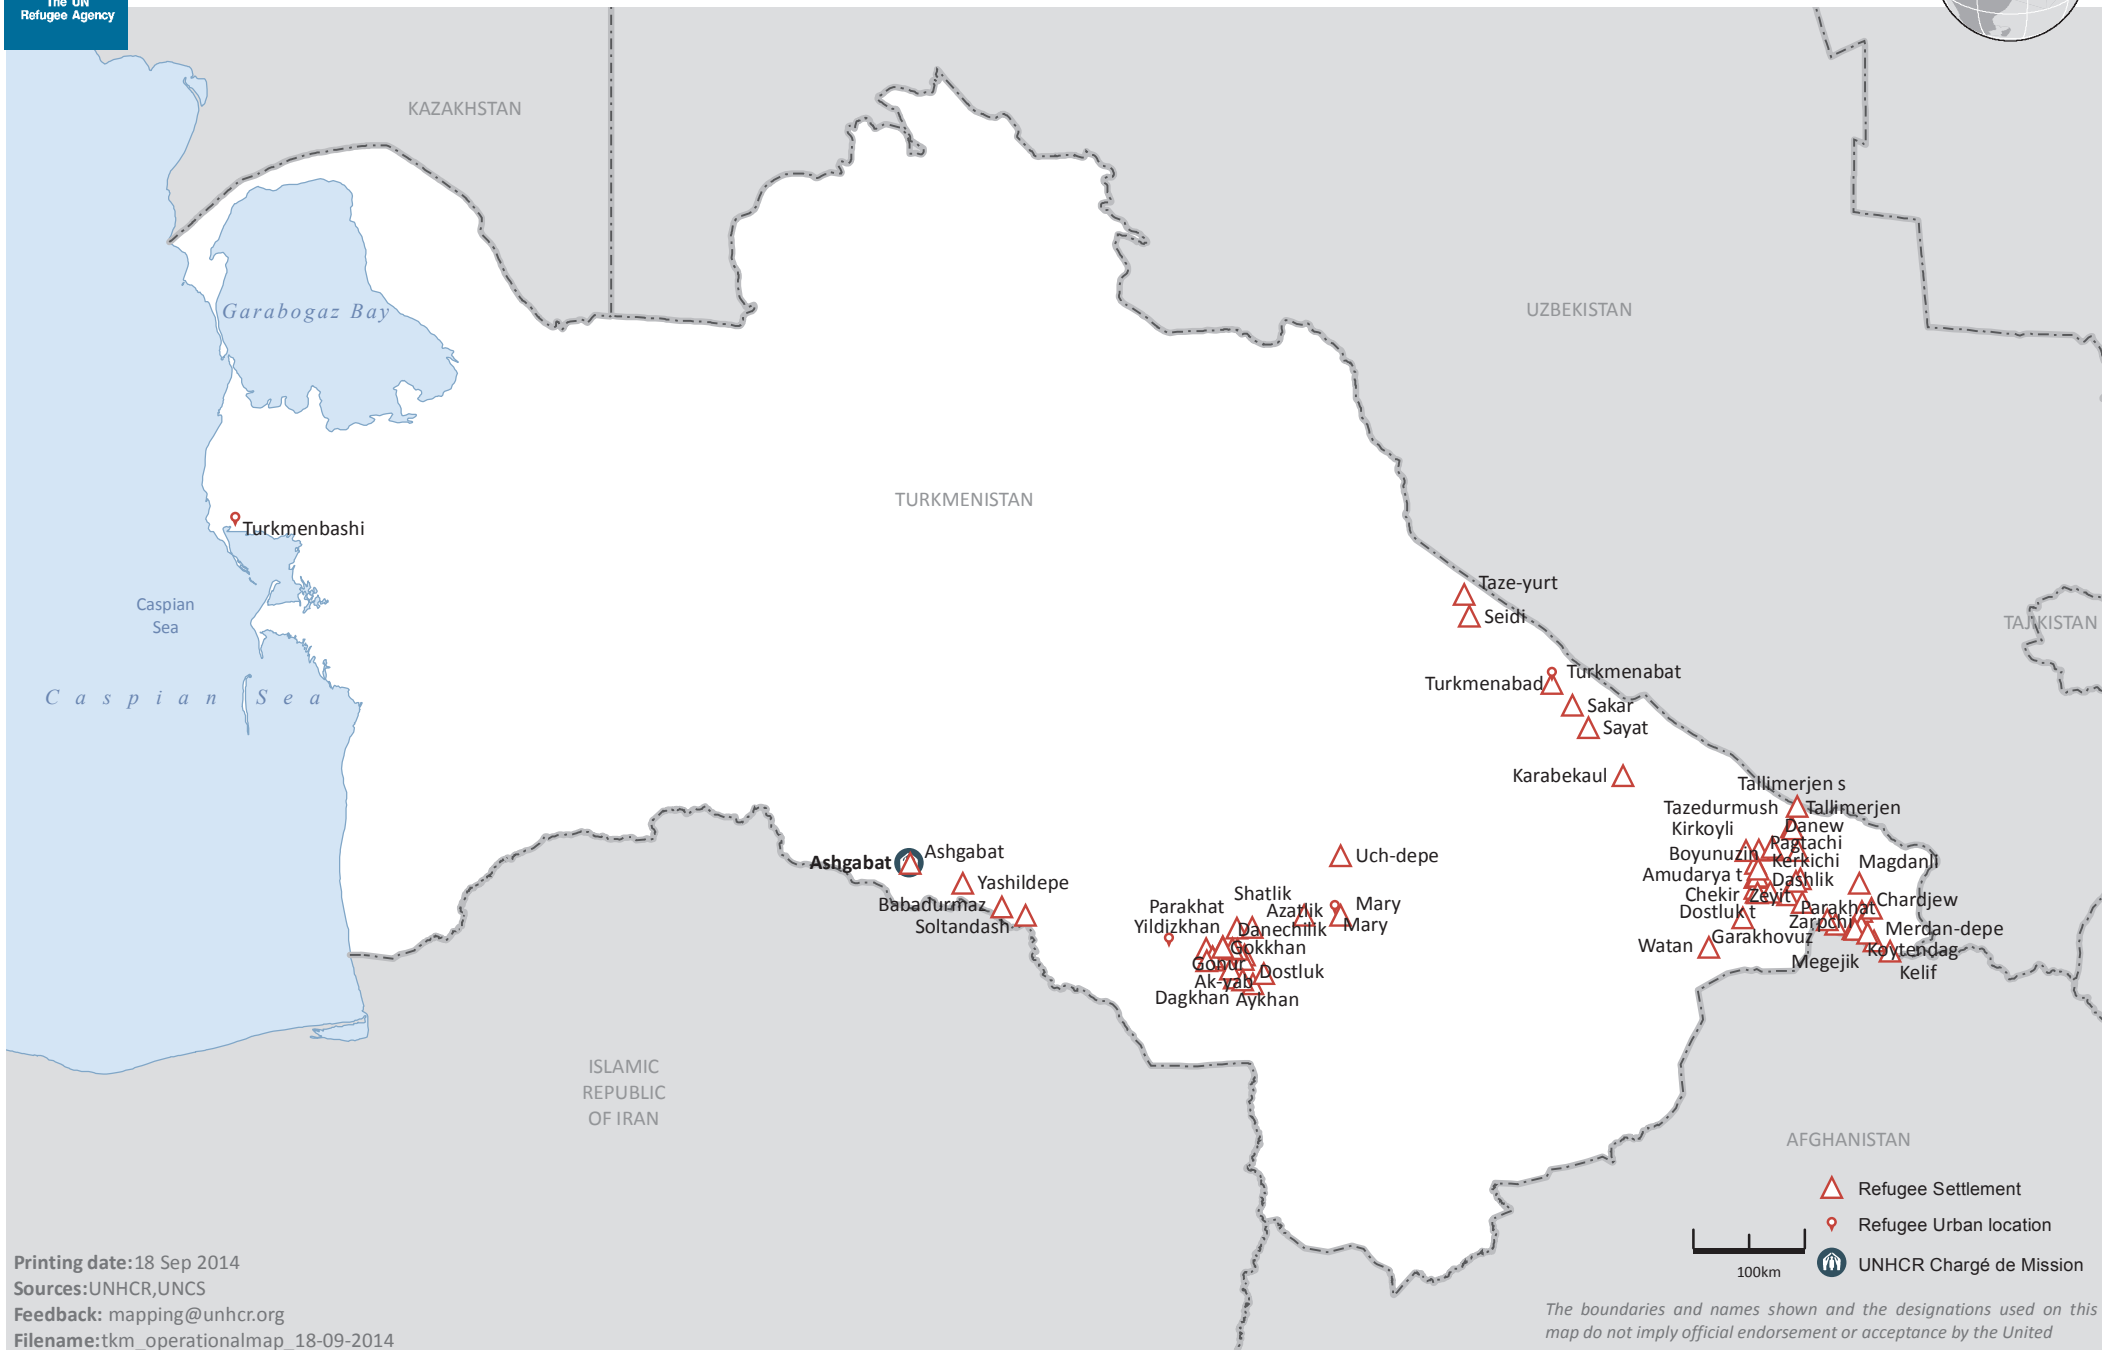 The UN
Refugee Agency
KAZAKHSTAN
Garabogaz Bay
UZBEKISTAN
TURKMENISTAN
Turkmenbashi
Caspian
Sea
Taze-yurt
Seidi
TAJIKISTAN
Turkmenabat
Turkmenabad
Caspian Sea
Sakar
Sayat
Karabekaul
Tallimerjen s
Tazedurmush
Tallimerjen
Kirkoyli
Danew
Pagtachi
Ashgabat
Ashgabat
Uch-depe
Boyunuzin
Kerkichi
Magdanli
Yashildepe
Amudarya t
Dashlik
Shatlik
Chekir
Zeyit
Chardjew
Babadurmaz
Parakhat
Azatlik
Mary
Dostluk t
Parakhat
Soltandash
Yildizkhan
Danechilik
Mary
Zarpchi
Merdan-depe
Garakhovuz
Watan
Gokkhan
Koytendag
Gonur
Dostluk
Megejik
Kelif
Ak-yab
Dagkhan
Aykhan
ISLAMIC
REPUBLIC
OF IRAN
AFGHANISTAN
Refugee Settlement
Refugee Urban location
UNHCR Chargé de Mission
100km
Printing date:18 Sep 2014
Sources:UNHCR,UNCS
Feedback: mapping@unhcr.org
Filename:tkm_operationalmap_18-09-2014
The boundaries and names shown and the designations used on this
map do not imply official endorsement or acceptance by the United